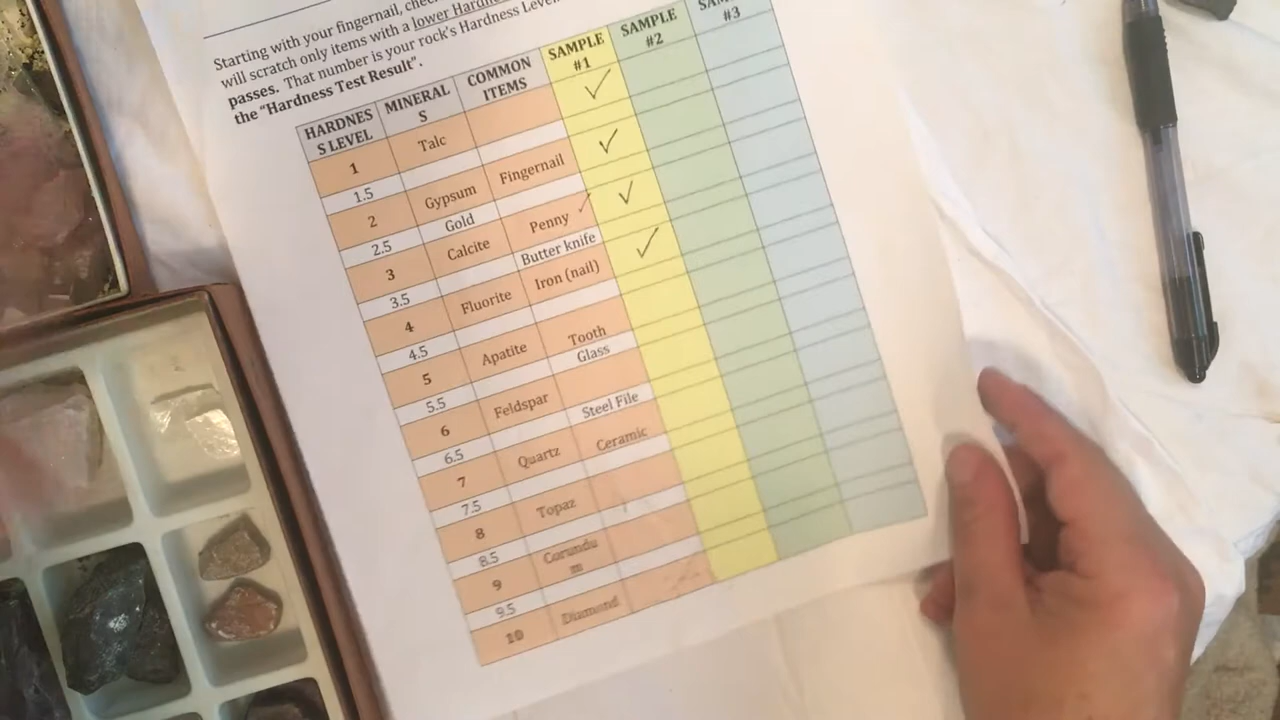 Starting with your fingernail, chec
will scratch only items with a lower Hardne
passes. That number is your rock's Hardness Level
the "Hardness Test Result".
HARDNES S LEVEL MINERAL S COMMON ITEMS SAMPLE #1 SAMPLE #2 SA #3
1 Talc ✓
1.5
2 Gypsum Fingernail ✓
2.5 Gold
3 Calcite Penny ✓ ✓
3.5 Butter knife
4 Fluorite Iron (nail) ✓
4.5
5 Apatite Tooth
5.5 Glass
6 Feldspar
6.5 Steel File
7 Quartz Ceramic
7.5
8 Topaz
8.5
9 Corundu m
9.5
10 Diamond